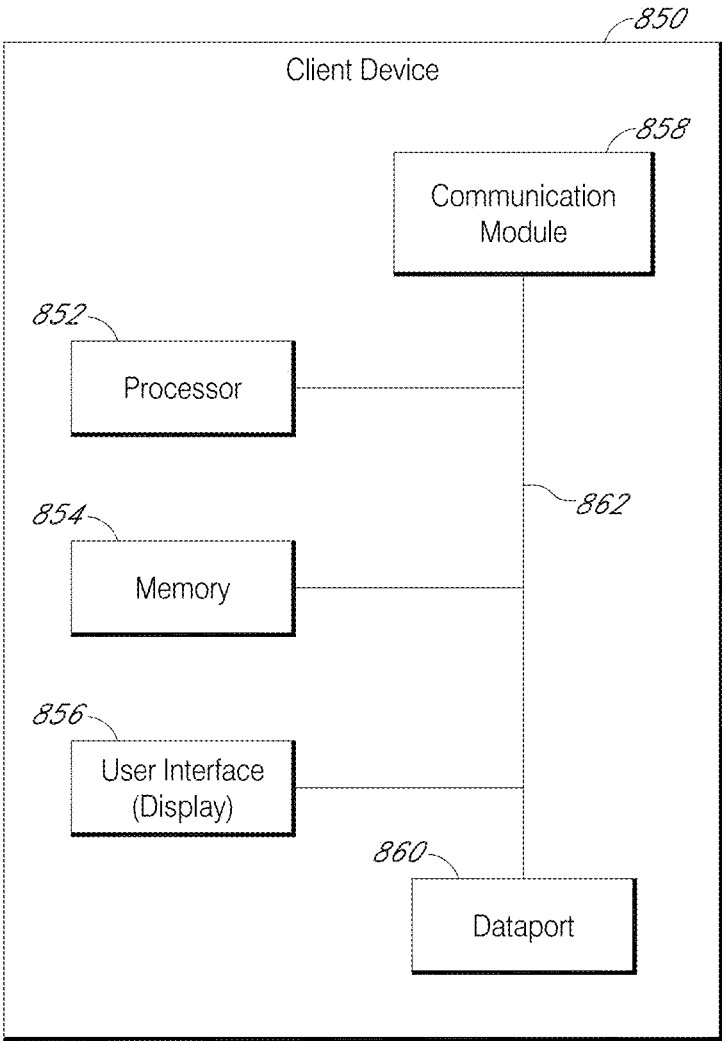 850
Client Device
858
Communication
Module
852
Processor
862
854
Memory
856
User Interface
(Display)
860
Dataport